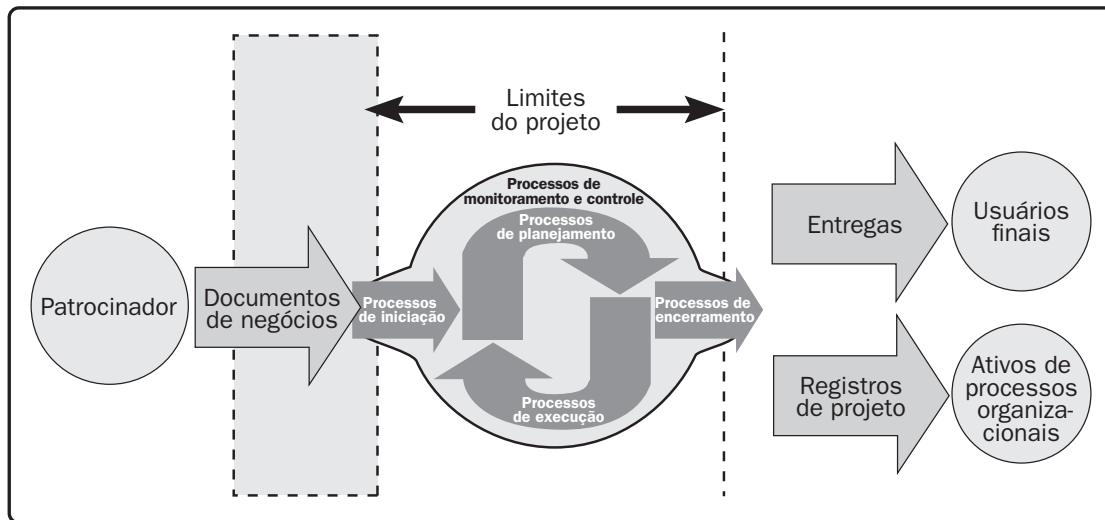 Limites
do projeto
Processos de
monitoramento e controle
Processos
de planejamento
Patrocinador
Documentos
de negócios
Processos
de iniciação
Processos de
encerramento
Processos
de execução
Entregas
Usuários
finais
Registros
de projeto
Ativos de
processos
organiza-
cionais